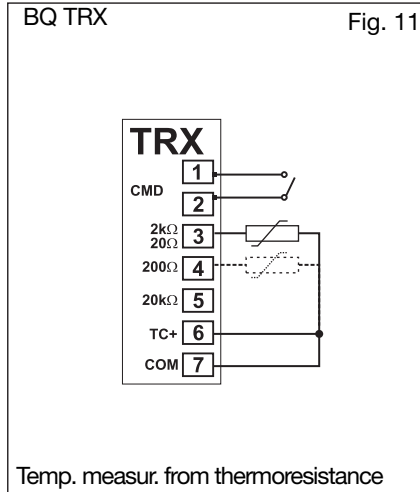 BQ TRX
Fig. 11
TRX
1
CMD
2
2kΩ
20Ω 3
200Ω 4
20kΩ 5
TC+ 6
COM 7
Temp. measur. from thermoresistance